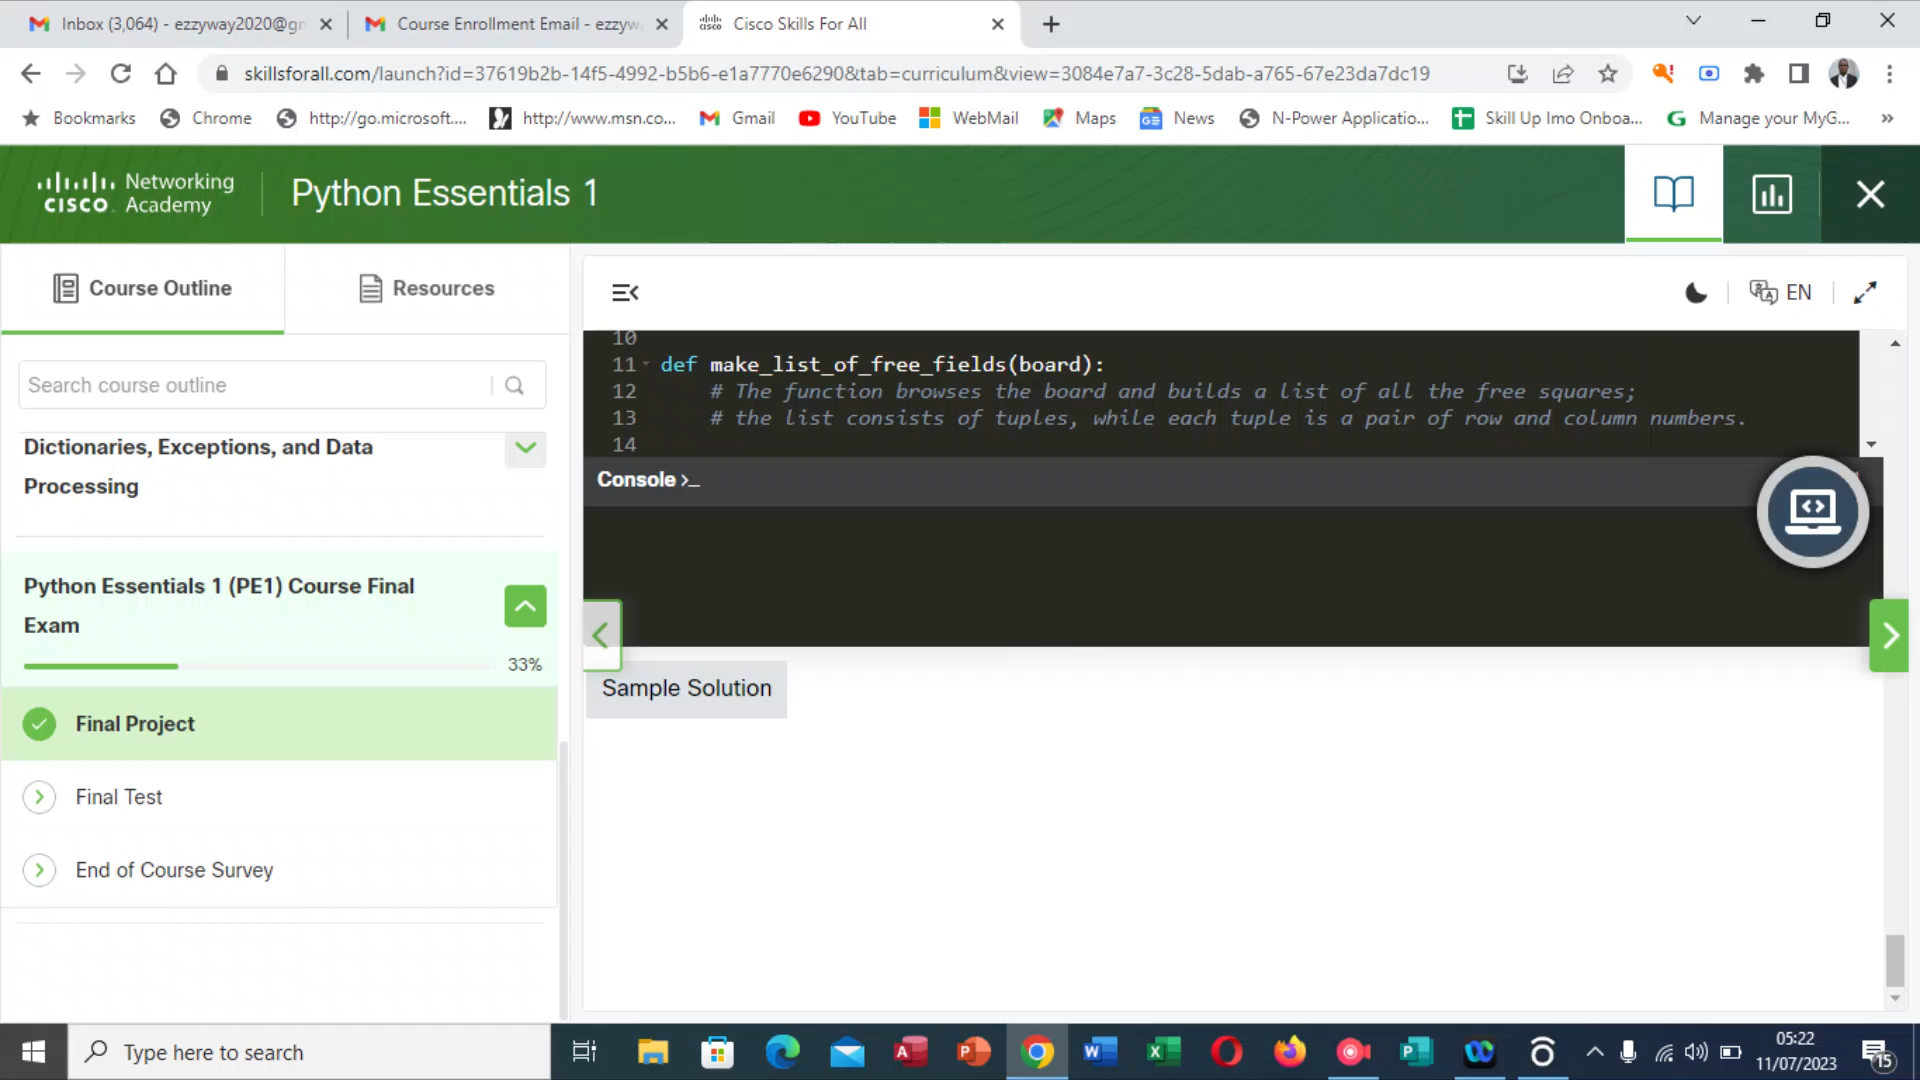 Inbox (3,064) - ezzyway2020@gm
Course Enrollment Email - ezzyw
Cisco Skills For All
skillsforall.com/launch?id=37619b2b-14f5-4992-b5b6-e1a7770e6290&tab=curriculum&view=3084e7a7-3c28-5dab-a765-67e23da7dc19
Bookmarks
Chrome
http://go.microsoft....
http://www.msn.co...
Gmail
YouTube
WebMail
Maps
News
N-Power Applicatio...
Skill Up Imo Onboa...
Manage your MyG...
»
CISCO
Networking
Academy
Python Essentials 1
Course Outline
Resources
EN
Search course outline
Dictionaries, Exceptions, and Data
Processing
Python Essentials 1 (PE1) Course Final
Exam
33%
Final Project
Final Test
End of Course Survey
10
11 def make_list_of_free_fields(board):
12 # The function browses the board and builds a list of all the free squares;
13 # the list consists of tuples, while each tuple is a pair of row and column numbers.
14
Console >_
Sample Solution
Type here to search
05:22
11/07/2023
15